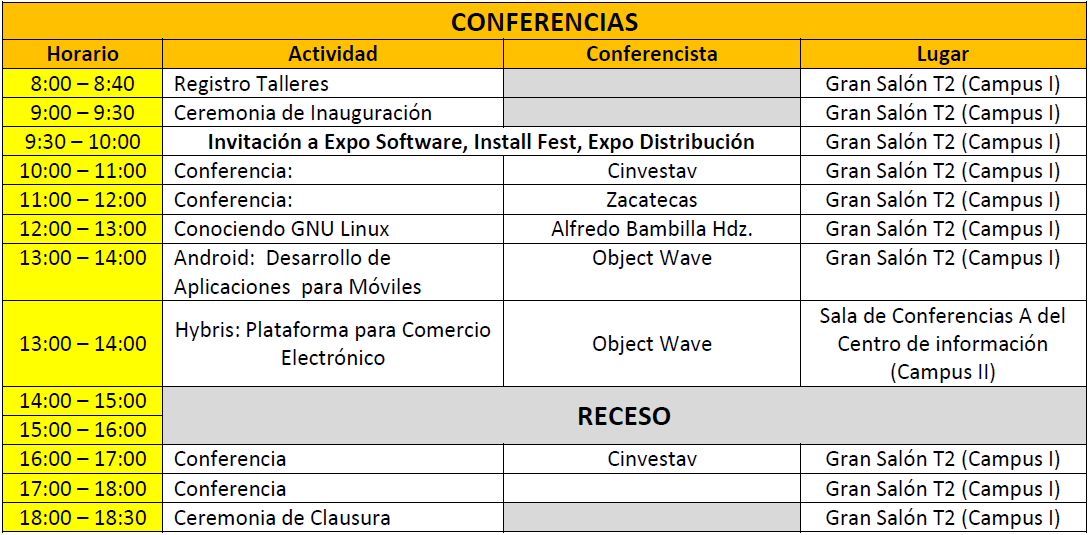 CONFERENCIAS
Horario Actividad Conferencista Lugar
8:00 – 8:40 Registro Talleres Gran Salón T2 (Campus I)
9:00 – 9:30 Ceremonia de Inauguración Gran Salón T2 (Campus I)
9:30 – 10:00 Invitación a Expo Software, Install Fest, Expo Distribución Gran Salón T2 (Campus I)
10:00 – 11:00 Conferencia: Cinvestav Gran Salón T2 (Campus I)
11:00 – 12:00 Conferencia: Zacatecas Gran Salón T2 (Campus I)
12:00 – 13:00 Conociendo GNU Linux Alfredo Bambilla Hdz. Gran Salón T2 (Campus I)
13:00 – 14:00 Android: Desarrollo de Object Wave Gran Salón T2 (Campus I)
Aplicaciones para Móviles
Sala de Conferencias A del
13:00 – 14:00 Hybris: Plataforma para Comercio Object Wave Centro de información
Electrónico
(Campus II)
14:00 – 15:00
RECESO
15:00 – 16:00
16:00 – 17:00 Conferencia Cinvestav Gran Salón T2 (Campus I)
17:00 – 18:00 Conferencia Gran Salón T2 (Campus I)
18:00 – 18:30 Ceremonia de Clausura Gran Salón T2 (Campus I)